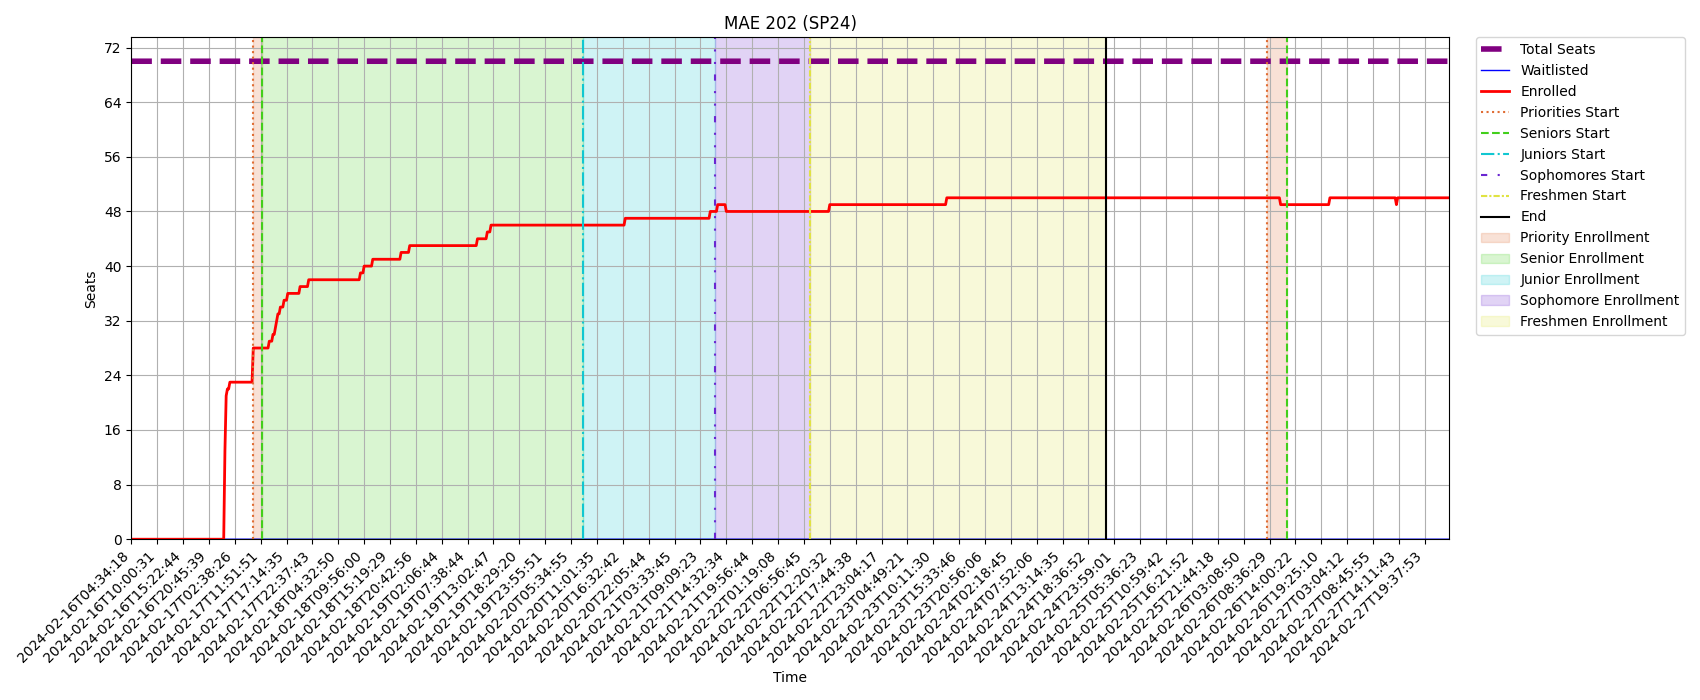 MAE 202 (SP24)
72
64
56
48
40
32
24
16
8
0
Seats
2024-02-16T04:34:18
2024-02-16T10:00:31
2024-02-16T15:22:44
2024-02-16T20:45:39
2024-02-17T02:38:26
2024-02-17T11:51:51
2024-02-17T17:14:35
2024-02-17T22:37:43
2024-02-18T04:32:50
2024-02-18T09:56:00
2024-02-18T15:19:29
2024-02-18T20:42:56
2024-02-19T02:06:44
2024-02-19T07:38:44
2024-02-19T13:02:47
2024-02-19T18:29:20
2024-02-19T23:55:51
2024-02-20T05:34:55
2024-02-20T11:01:35
2024-02-20T16:32:42
2024-02-20T22:05:44
2024-02-21T03:33:45
2024-02-21T09:09:23
2024-02-21T14:32:34
2024-02-21T19:56:44
2024-02-22T01:19:08
2024-02-22T06:56:45
2024-02-22T12:20:32
2024-02-22T17:44:38
2024-02-22T23:04:17
2024-02-23T04:49:21
2024-02-23T10:11:30
2024-02-23T15:33:46
2024-02-23T20:56:06
2024-02-24T02:18:45
2024-02-24T07:52:06
2024-02-24T13:14:35
2024-02-24T18:36:52
2024-02-24T23:59:01
2024-02-25T05:36:23
2024-02-25T10:59:42
2024-02-25T16:21:52
2024-02-25T21:44:18
2024-02-26T03:08:50
2024-02-26T08:36:29
2024-02-26T14:00:22
2024-02-26T19:25:10
2024-02-27T03:04:12
2024-02-27T08:45:55
2024-02-27T14:11:43
2024-02-27T19:37:53
Time
Total Seats
Waitlisted
Enrolled
Priorities Start
Seniors Start
Juniors Start
Sophomores Start
Freshmen Start
End
Priority Enrollment
Senior Enrollment
Junior Enrollment
Sophomore Enrollment
Freshmen Enrollment